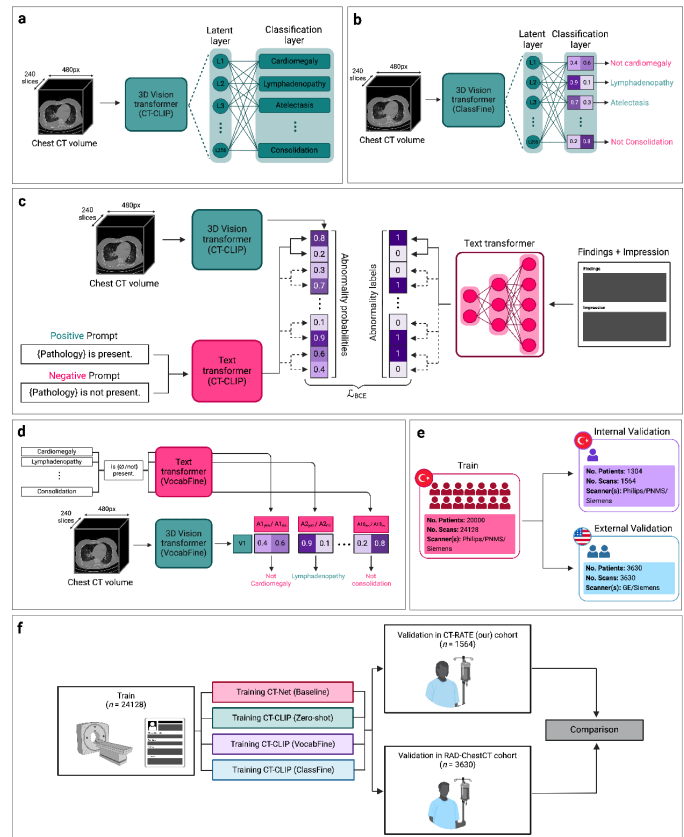 a
240
slices
480px
Chest CT volume
3D Vision
transformer
(CT-CLIP)
Latent
layer
Classification
layer
L1
L2
L3
Cardiomegaly
Lymphadenopathy
Atelectasis
Consolidation
b
240
slices
480px
Chest CT volume
3D Vision
transformer
(ClassFine)
Latent
layer
Classification
layer
L1
L2
L3
0.4 0.6
0.9 0.1
0.7 0.3
0.2 0.8
Not cardiomegaly
Lymphadenopathy
Atelectasis
Not Consolidation
c
240
slices
480px
Chest CT volume
3D Vision
transformer
(CT-CLIP)
Positive Prompt
{Pathology} is present.
Negative Prompt
{Pathology} is not present.
Text
transformer
(CT-CLIP)
0.8
0.2
0.3
0.7
0.1
0.9
0.6
0.4
Abnormality probabilities
Abnormality labels
1
0
0
1
0
1
1
0
ℒBCE
Text transformer
Findings + Impression
Findings
Impression
d
Cardiomegaly
Lymphadenopathy
Consolidation
is (Ø/not)
present.
Text
transformer
(VocabFine)
240
slices
480px
Chest CT volume
3D Vision
transformer
(VocabFine)
V1
0.4 0.6
0.9 0.1
0.2 0.8
Not
Cardiomegaly
Lymphadenopathy
Not
consolidation
e
Train
No. Patients: 20000
No. Scans: 24128
Scanner(s): Philips/PNMS/
Siemens
Internal Validation
No. Patients: 1304
No. Scans: 1564
Scanner(s): Philips/PNMS/
Siemens
External Validation
No. Patients: 3630
No. Scans: 3630
Scanner(s): GE/Siemens
f
Train
(n = 24128)
Training CT-Net (Baseline)
Training CT-CLIP (Zero-shot)
Training CT-CLIP (VocabFine)
Training CT-CLIP (ClassFine)
Validation in CT-RATE (our) cohort
(n = 1564)
Validation in RAD-ChestCT cohort
(n = 3630)
Comparison